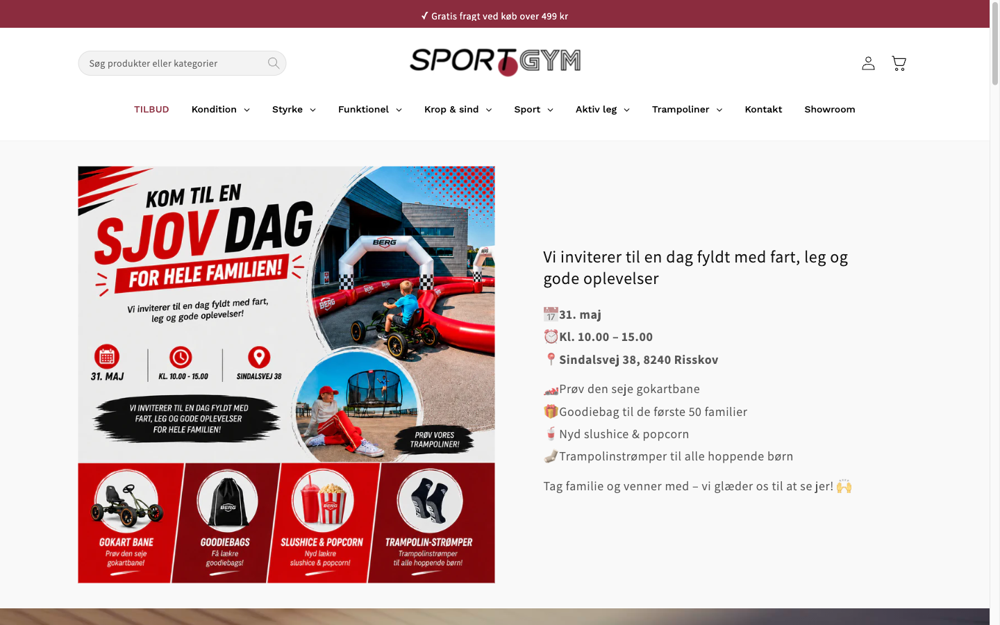 ✓ Gratis fragt ved køb over 499 kr
Søg produkter eller kategorier
SPORT GYM
TILBUD
Kondition
Styrke
Funktionel
Krop & sind
Sport
Aktiv leg
Trampoliner
Kontakt
Showroom
KOM TIL EN
SJOV DAG
FOR HELE FAMILIEN!
Vi inviterer til en dag fyldt med fart,
leg og gode oplevelser!
31. MAJ
KL. 10.00 - 15.00
SINDALSVEJ 38
VI INVITERER TIL EN DAG FYLDT MED
FART, LEG OG GODE OPLEVELSER
FOR HELE FAMILIEN!
BERG
BERG
BERG
BERG
PRØV VORES
TRAMPOLINER!
BERG
BERG
GOKART BANE
Prøv den seje
gokartbane!
GOODIEBAGS
Få lækre
goodiebags!
SLUSHICE & POPCORN
Nyd lækre
slushice & popcorn!
TRAMPOLIN-STRØMPER
Trampolinstrømper
til alle hoppende børn!
Vi inviterer til en dag fyldt med fart, leg og
gode oplevelser
📅31. maj
⏰Kl. 10.00 – 15.00
📍Sindalsvej 38, 8240 Risskov
🏎️Prøv den seje gokartbane
🎁Goodiebag til de første 50 familier
🥤Nyd slushice & popcorn
🧦Trampolinstrømper til alle hoppende børn
Tag familie og venner med – vi glæder os til at se jer! 🙌